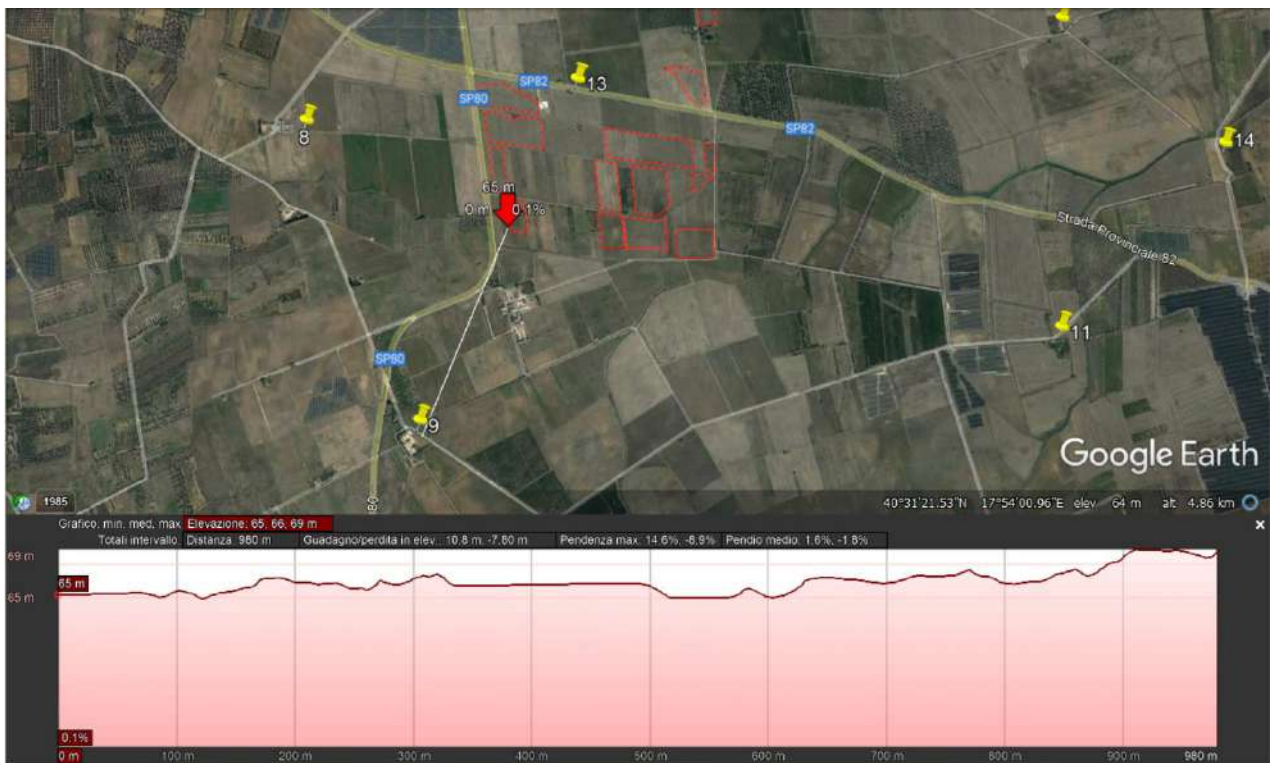 13
SP82
SP80
8
SP82
14
65 m
0 m 0.1%
Strada Provinciale 82
11
SP80
9
Google Earth
80
1985
40°31'21.53"N 17°54'00.96"E elev 64 m alt 4.86 km
Grafico: min. med. max. Elevazione: 65, 66, 69 m
Totali intervallo: Distanza: 980 m Guadagno/perdita in elev.: 10,8 m, -7,60 m Pendenza max: 14.6%, -8,9% Pendio medio: 1.6%, -1.8%
69 m
65 m
65 m
0.1%
0 m 100 m 200 m 300 m 400 m 500 m 600 m 700 m 800 m 900 m 980 m